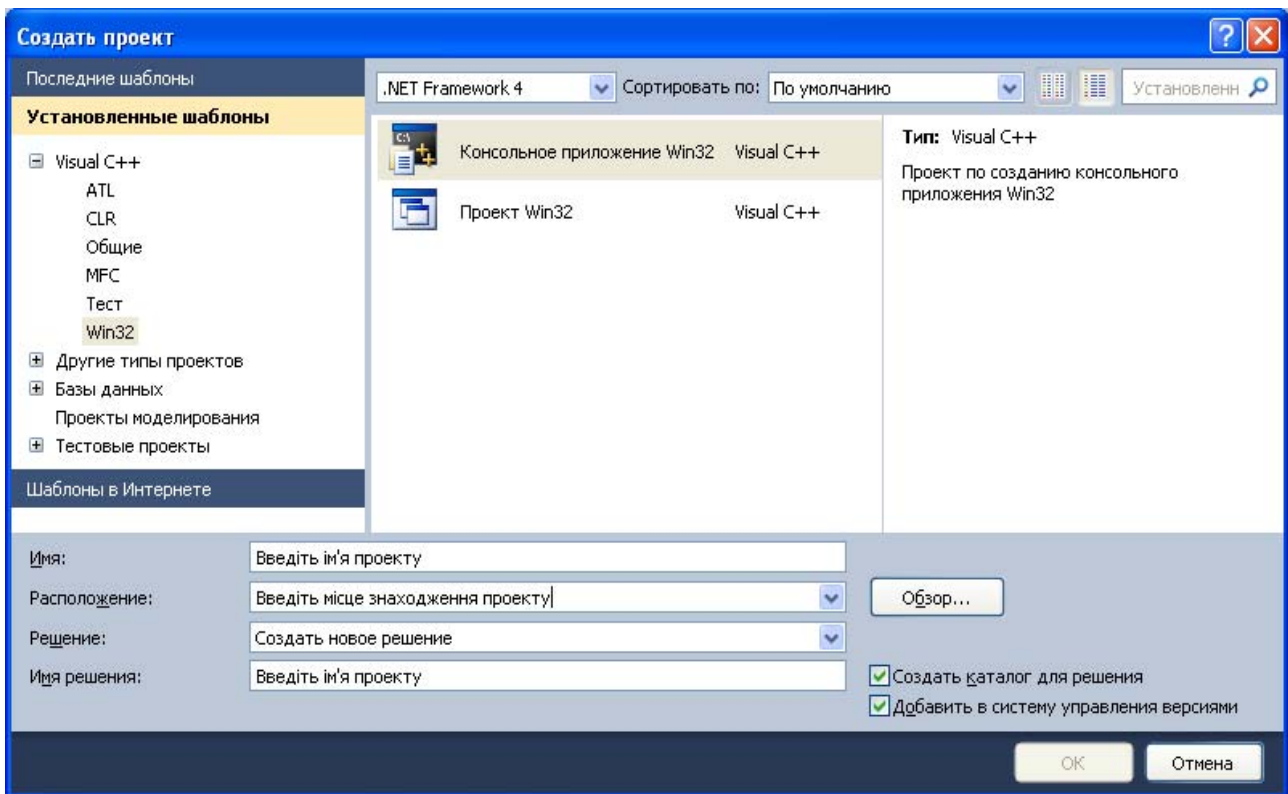 Создать проект
Последние шаблоны
Установленные шаблоны
Visual C++
ATL
CLR
Общие
MFC
Тест
Win32
Другие типы проектов
Базы данных
Проекты моделирования
Тестовые проекты
Шаблоны в Интернете
.NET Framework 4
Сортировать по: По умолчанию
Установленн
Консольное приложение Win32 Visual C++
Проект Win32 Visual C++
Тип: Visual C++
Проект по созданию консольного
приложения Win32
Имя: Введіть ім'я проекту
Расположение: Введіть місце знаходження проекту
Обзор...
Решение: Создать новое решение
Имя решения: Введіть ім'я проекту
Создать каталог для решения
Добавить в систему управления версиями
OK Отмена